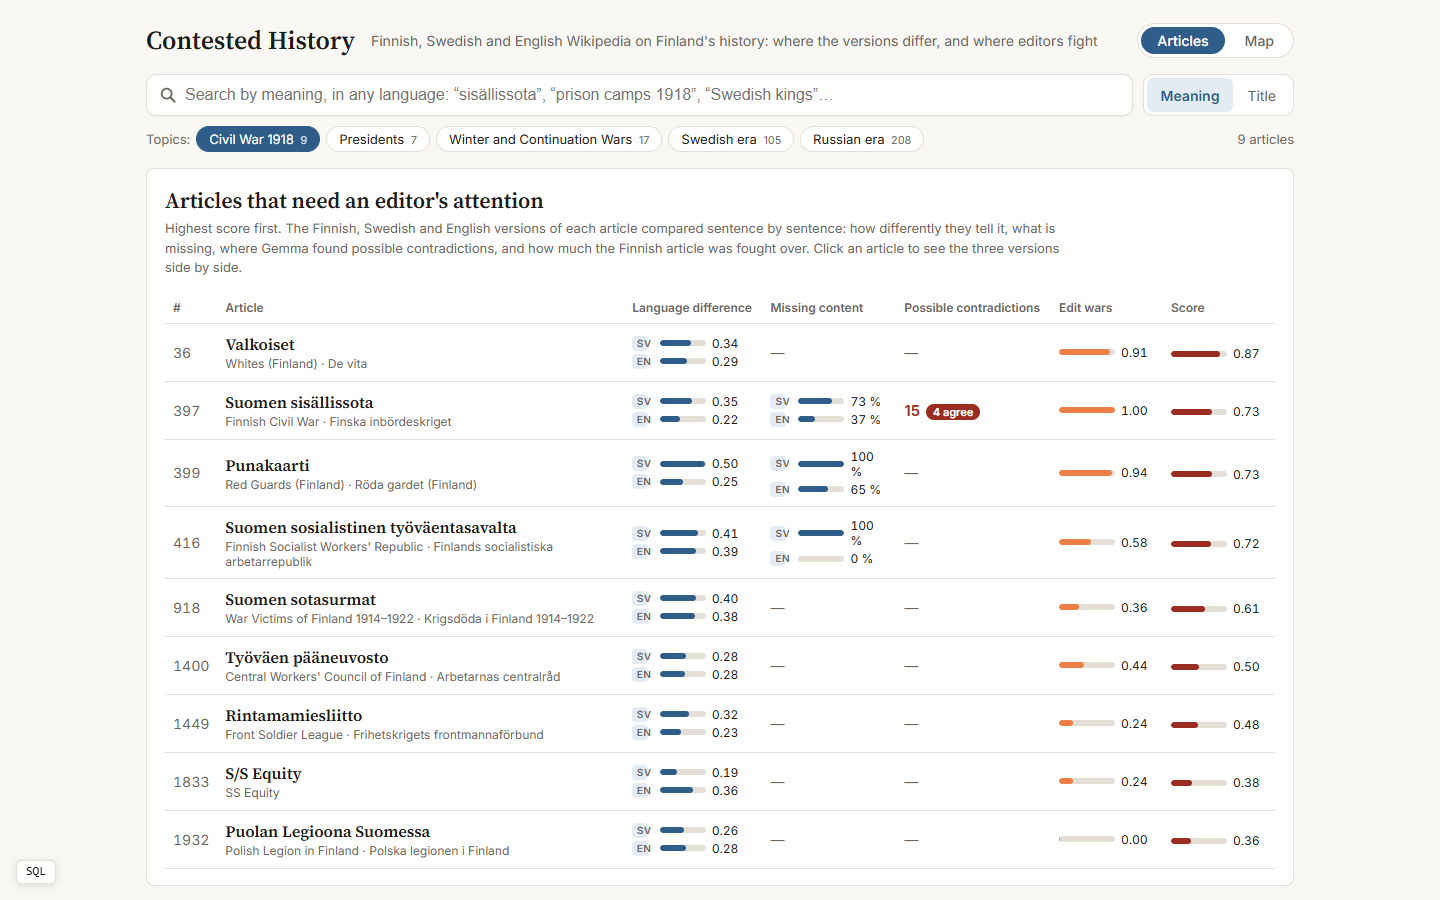 Contested History
Finnish, Swedish and English Wikipedia on Finland's history: where the versions differ, and where editors fight
Articles
Map
Search by meaning, in any language: “sisällissota”, “prison camps 1918”, “Swedish kings”…
Meaning
Title
Topics:
Civil War 1918 9
Presidents 7
Winter and Continuation Wars 17
Swedish era 105
Russian era 208
9 articles
Articles that need an editor's attention
Highest score first. The Finnish, Swedish and English versions of each article compared sentence by sentence: how differently they tell it, what is
missing, where Gemma found possible contradictions, and how much the Finnish article was fought over. Click an article to see the three versions
side by side.
# Article Language difference Missing content Possible contradictions Edit wars Score
36
Valkoiset
Whites (Finland) · De vita
SV 0.34
EN 0.29
—
—
0.91
0.87
397
Suomen sisällissota
Finnish Civil War · Finska inbördeskriget
SV 0.35
EN 0.22
SV 73 %
EN 37 %
15 4 agree
1.00
0.73
399
Punakaarti
Red Guards (Finland) · Röda gardet (Finland)
SV 0.50
EN 0.25
SV 100
%
EN 65 %
—
0.94
0.73
416
Suomen sosialistinen työväentasavalta
Finnish Socialist Workers' Republic · Finlands socialistiska
arbetarrepublik
SV 0.41
EN 0.39
SV 100
%
EN 0 %
—
0.58
0.72
918
Suomen sotasurmat
War Victims of Finland 1914–1922 · Krigsdöda i Finland 1914–1922
SV 0.40
EN 0.38
—
—
0.36
0.61
1400
Työväen pääneuvosto
Central Workers' Council of Finland · Arbetarnas centralråd
SV 0.28
EN 0.28
—
—
0.44
0.50
1449
Rintamamiesliitto
Front Soldier League · Frihetskrigets frontmannaförbund
SV 0.32
EN 0.23
—
—
0.24
0.48
1833
S/S Equity
SS Equity
SV 0.19
EN 0.36
—
—
0.24
0.38
1932
Puolan Legioona Suomessa
Polish Legion in Finland · Polska legionen i Finland
SV 0.26
EN 0.28
—
—
0.00
0.36
SQL